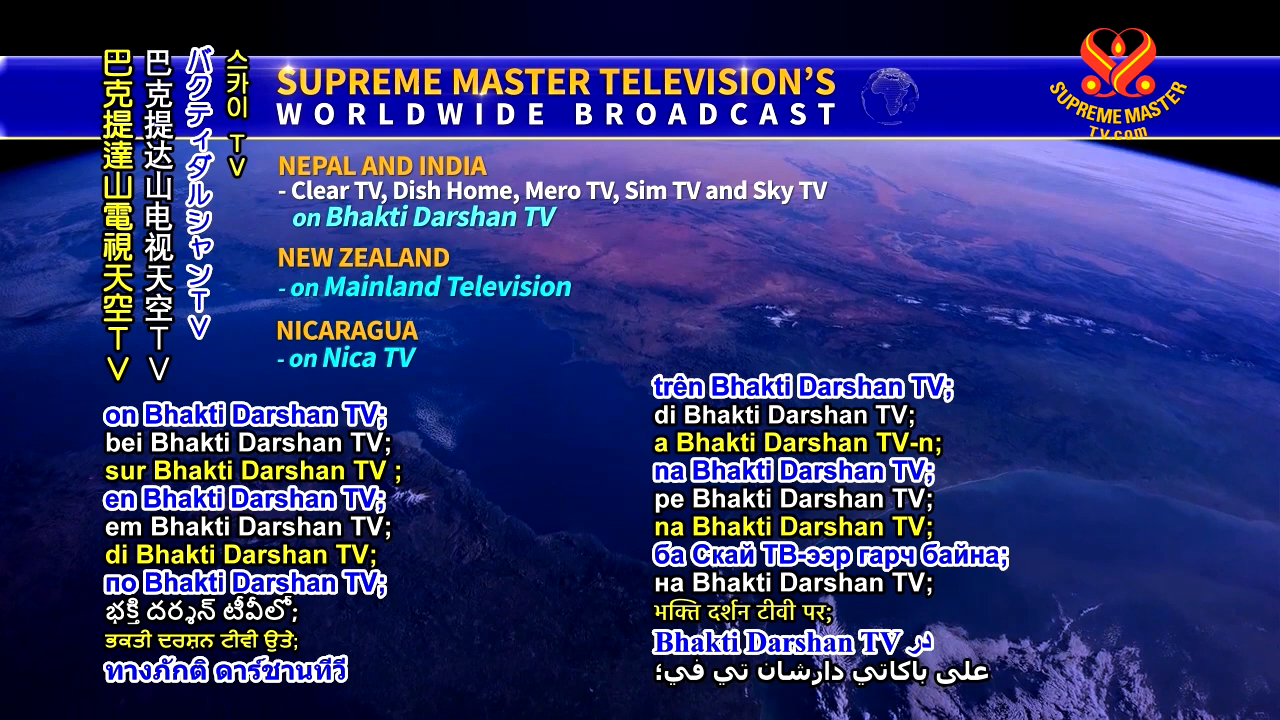 巴克提達山電視天空TV
巴克提达山电视天空TV
バクティダルシャンTV
스카이 TV
SUPREME MASTER TELEVISION’S
WORLDWIDE BROADCAST
SUPREME MASTER
TV.com
NEPAL AND INDIA
- Clear TV, Dish Home, Mero TV, Sim TV and Sky TV
on Bhakti Darshan TV
NEW ZEALAND
- on Mainland Television
NICARAGUA
- on Nica TV
on Bhakti Darshan TV;
bei Bhakti Darshan TV;
sur Bhakti Darshan TV ;
en Bhakti Darshan TV;
em Bhakti Darshan TV;
di Bhakti Darshan TV;
по Bhakti Darshan TV;
భక్తి దర్శన్ టీవీలో;
ਭਕਤੀ ਦਰਸ਼ਨ ਟੀਵੀ ਉਤੇ;
ทางภักติ ดาร์ชานทีวี
trên Bhakti Darshan TV;
di Bhakti Darshan TV;
a Bhakti Darshan TV-n;
na Bhakti Darshan TV;
pe Bhakti Darshan TV;
na Bhakti Darshan TV;
ба Скай ТВ-ээр гарч байна;
на Bhakti Darshan TV;
भक्ति दर्शन टीवी पर;
در Bhakti Darshan TV
على باكاتي دارشان تي في؛